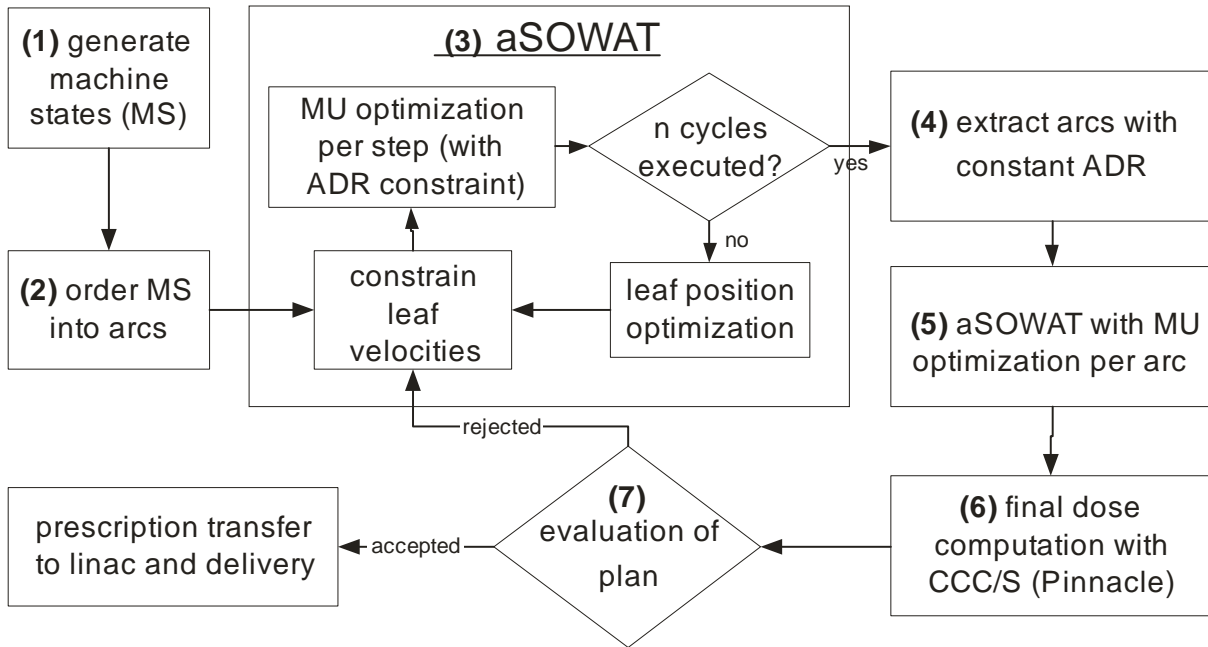 (1) generate
machine
states (MS)
(2) order MS
into arcs
(3) aSOWAT
MU optimization
per step (with
ADR constraint)
n cycles
executed?
yes
no
constrain
leaf
velocities
leaf position
optimization
(4) extract arcs with
constant ADR
(5) aSOWAT with MU
optimization per arc
(6) final dose
computation with
CCC/S (Pinnacle)
(7)
evaluation of
plan
rejected
accepted
prescription transfer
to linac and delivery